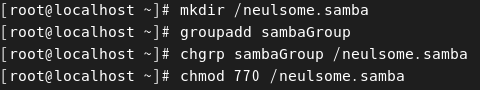 [root@localhost ~]# mkdir /neulsome.samba
[root@localhost ~]# groupadd sambaGroup
[root@localhost ~]# chgrp sambaGroup /neulsome.samba
[root@localhost ~]# chmod 770 /neulsome.samba